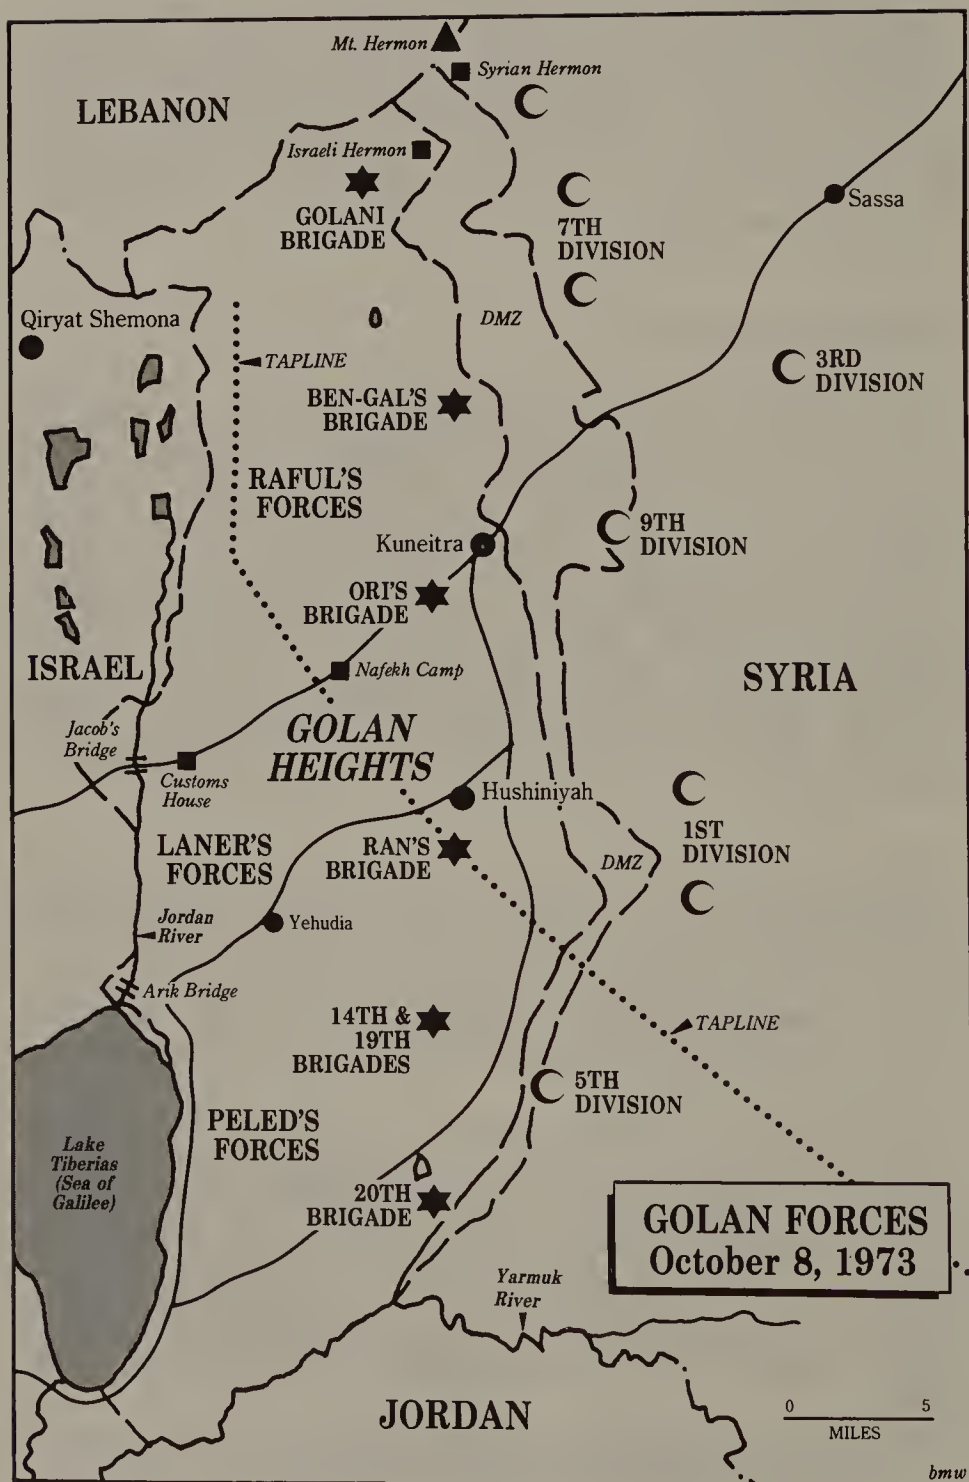 Mt. Hermon
Syrian Hermon
LEBANON
Israeli Hermon
GOLANI
BRIGADE
7TH
DIVISION
Sassa
Qiryat Shemona
DMZ
TAPLINE
3RD
DIVISION
BEN-GAL'S
BRIGADE
RAFUL'S
FORCES
Kuneitra
9TH
DIVISION
ORI'S
BRIGADE
ISRAEL
Nafekh Camp
SYRIA
Jacob's
Bridge
GOLAN
HEIGHTS
Customs
House
Hushiniyah
1ST
DIVISION
LANER'S
FORCES
RAN'S
BRIGADE
DMZ
Jordan
River
Yehudia
Arik Bridge
14TH &
19TH
BRIGADES
TAPLINE
5TH
DIVISION
PELED'S
FORCES
Lake
Tiberias
(Sea of
Galilee)
20TH
BRIGADE
GOLAN FORCES
October 8, 1973
Yarmuk
River
JORDAN
0 5
MILES
bmw